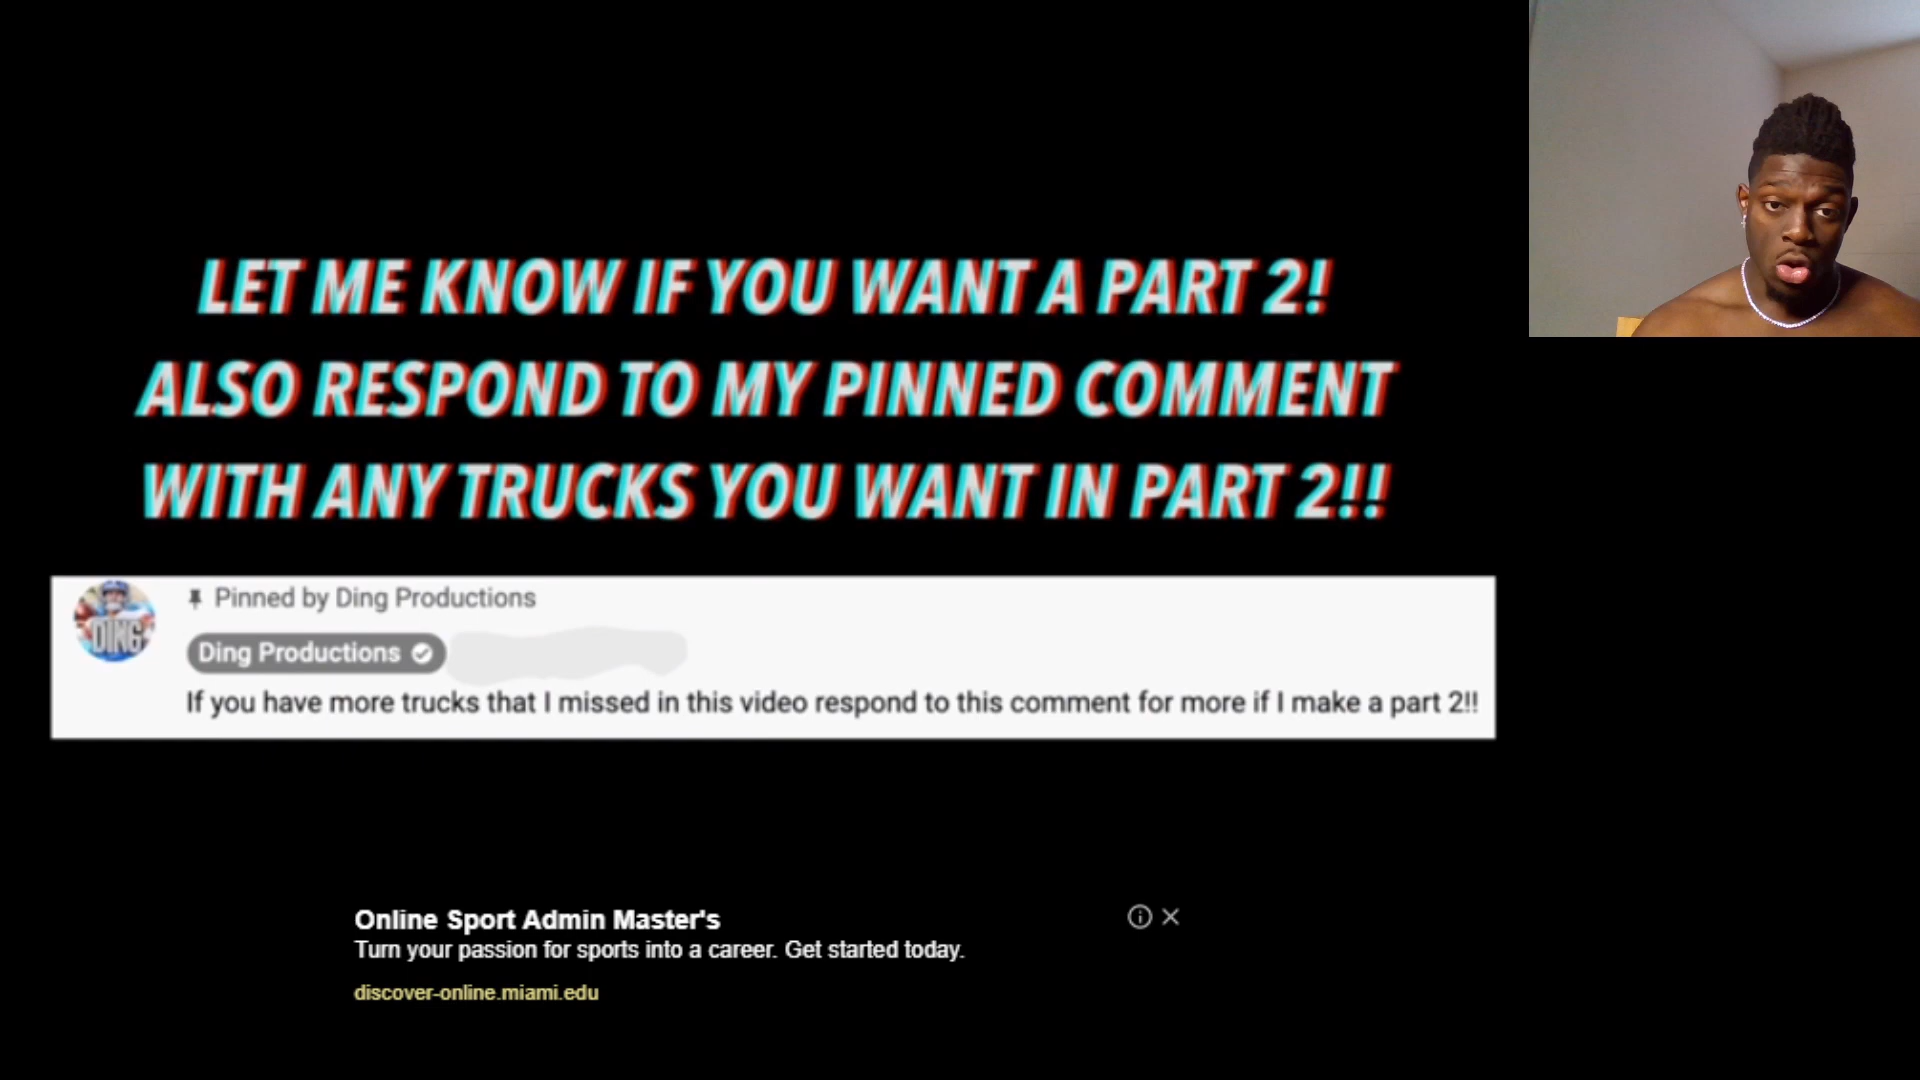 LET ME KNOW IF YOU WANT A PART 2!
ALSO RESPOND TO MY PINNED COMMENT
WITH ANY TRUCKS YOU WANT IN PART 2!!
Pinned by Ding Productions
DING
Ding Productions
If you have more trucks that I missed in this video respond to this comment for more if I make a part 2!!
Online Sport Admin Master's
Turn your passion for sports into a career. Get started today.
discover-online.miami.edu